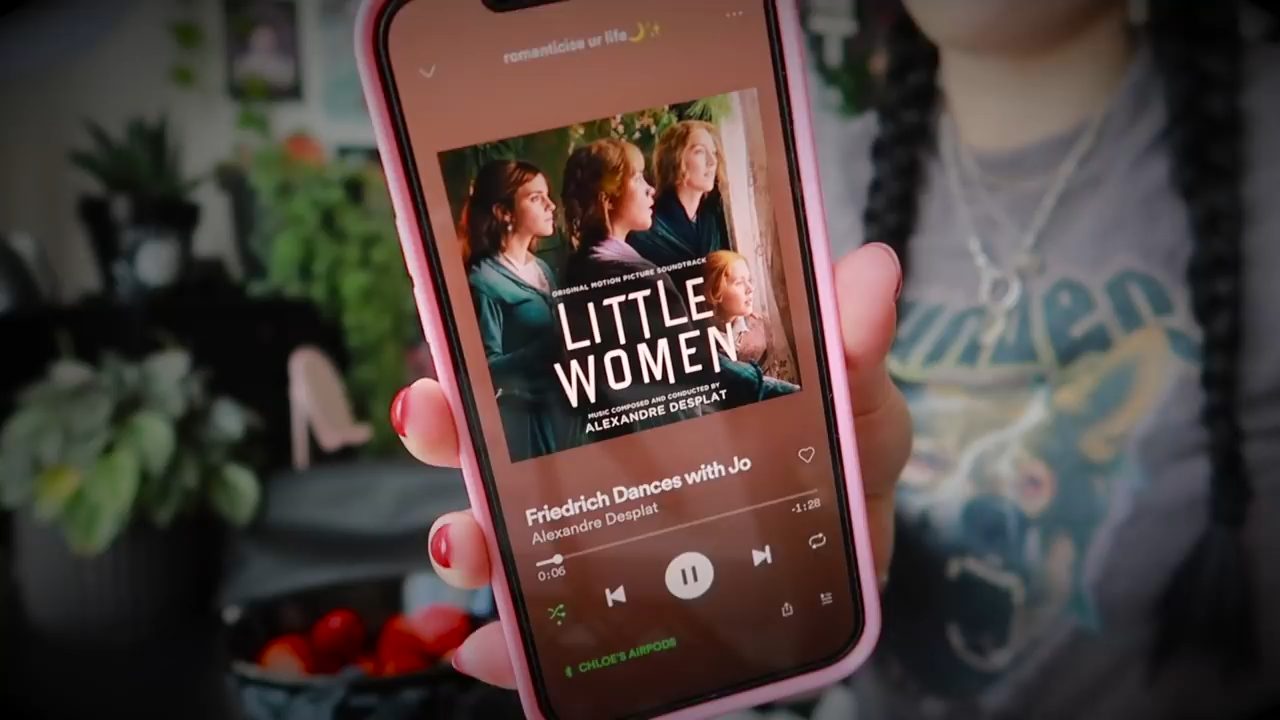 romanticise ur life🌙✨
ORIGINAL MOTION PICTURE SOUNDTRACK
LITTLE
WOMEN
MUSIC COMPOSED AND CONDUCTED BY
ALEXANDRE DESPLAT
Friedrich Dances with Jo
Alexandre Desplat
0:06
-1:28
CHLOE'S AIRPODS